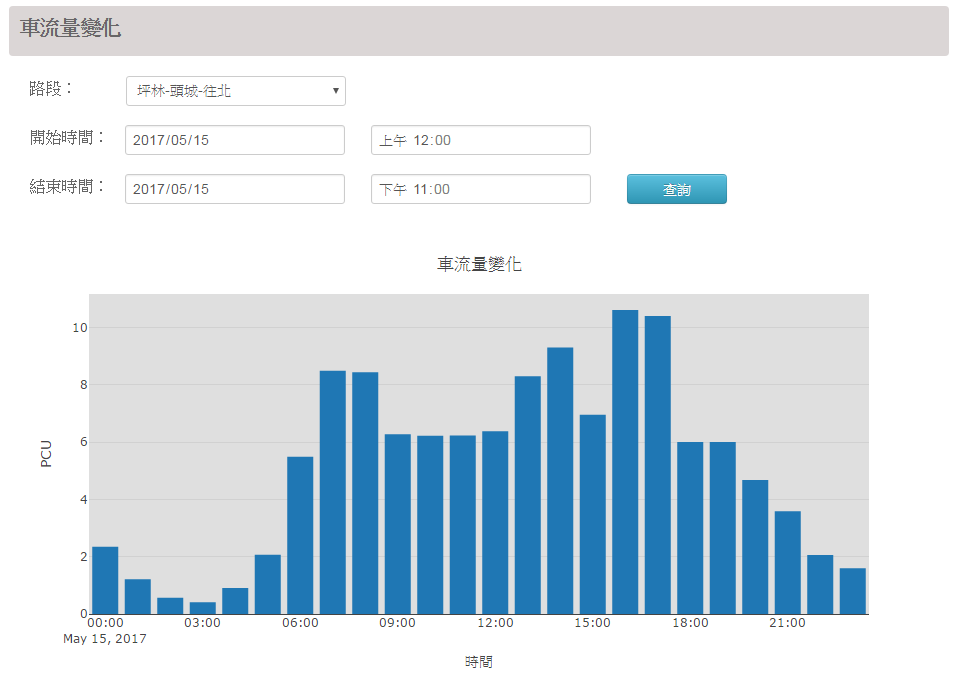 車流量變化
路段：
坪林-頭城-往北
開始時間：
2017/05/15
上午 12:00
結束時間：
2017/05/15
下午 11:00
查詢
車流量變化
10
8
6
4
2
0
PCU
00:00 03:00 06:00 09:00 12:00 15:00 18:00 21:00
May 15, 2017
時間